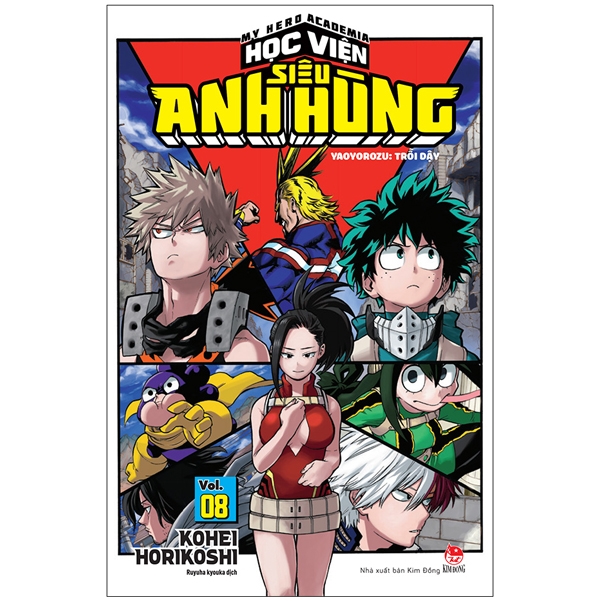 MY HERO ACADEMIA
HỌC VIỆN
SIÊU
ANH HÙNG
YAOYOROZU: TRỖI DẬY
Vol.
08
KOHEI
HORIKOSHI
Ruyuha kyouka dịch
Nhà xuất bản Kim Đồng
KIM ĐỒNG